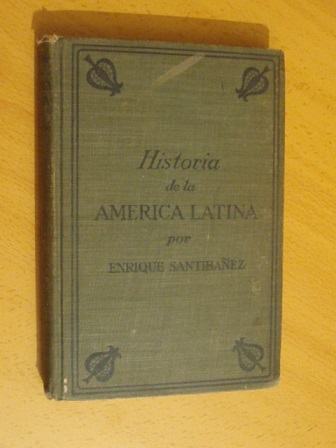 Historia
de la
AMERICA LATINA
por
ENRIQUE SANTIBAÑEZ